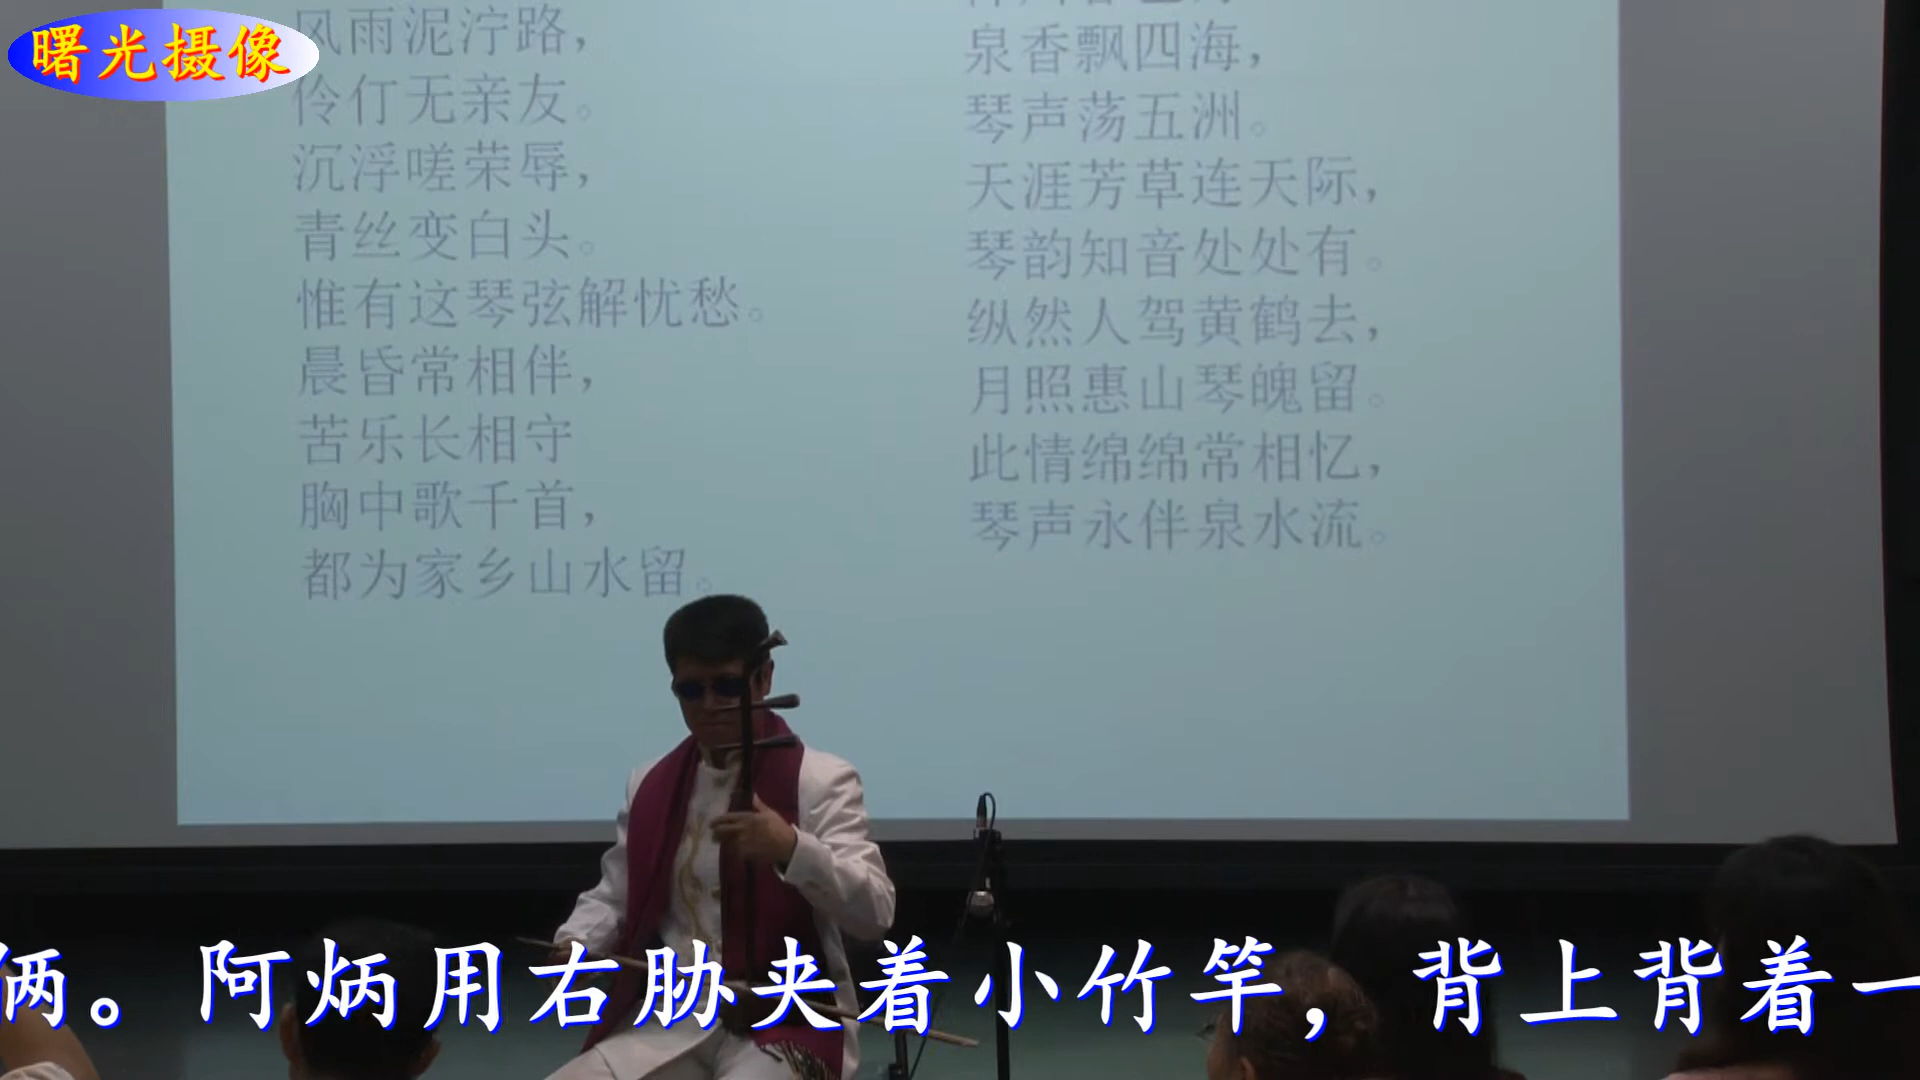 曙光摄像
风雨泥泞路，
伶仃无亲友。
沉浮嗟荣辱，
青丝变白头。
惟有这琴弦解忧愁。
晨昏常相伴，
苦乐长相守
胸中歌千首，
都为家乡山水留。
泉香飘四海，
琴声荡五洲。
天涯芳草连天际，
琴韵知音处处有。
纵然人驾黄鹤去，
月照惠山琴魄留。
此情绵绵常相忆，
琴声永伴泉水流。
俩。阿炳用右胁夹着小竹竿，背上背着一